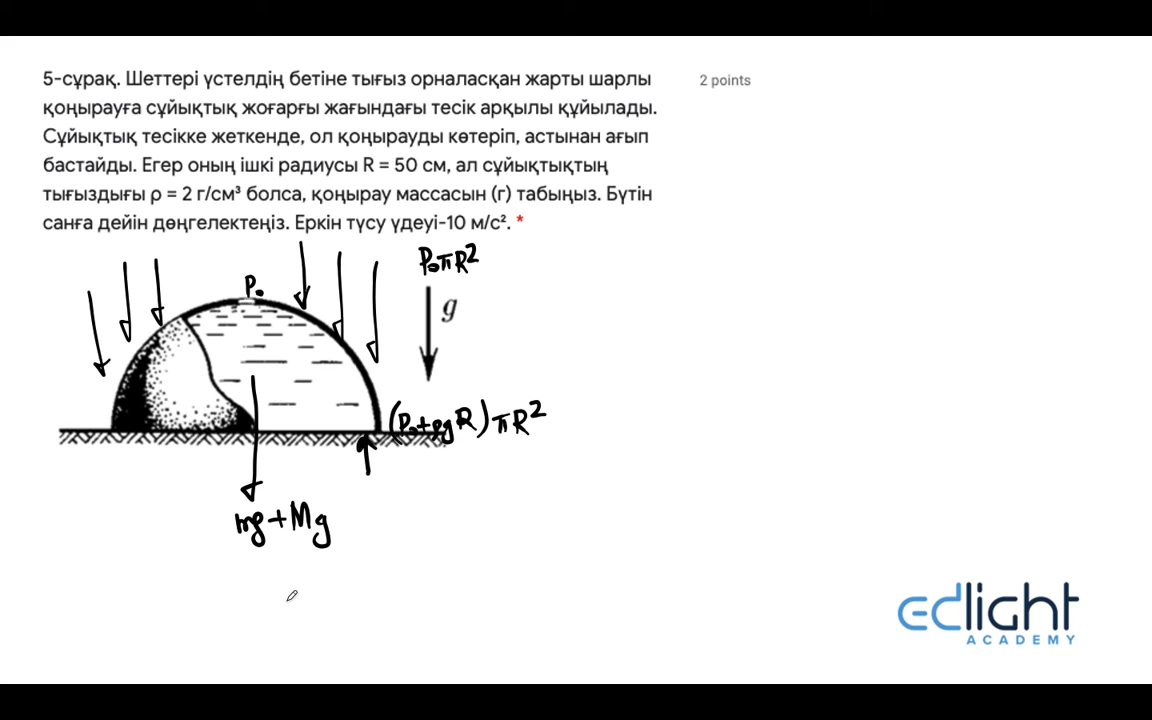 5-сұрақ. Шеттері үстелдің бетіне тығыз орналасқан жарты шарлы
2 points
қоңырауға сұйықтық жоғарғы жағындағы тесік арқылы құйылады.
Сұйықтық тесікке жеткенде, ол қоңырауды көтеріп, астынан ағып
бастайды. Егер оның ішкі радиусы R = 50 см, ал сұйықтықтың
тығыздығы ρ = 2 г/см³ болса, қоңырау массасын (г) табыңыз. Бүтін
санға дейін дөңгелектеңіз. Еркін түсу үдеуі-10 м/с². *
P₀πR²
P₀
g
(P₀+ρgR)πR²
mg+Mg
edlight
ACADEMY